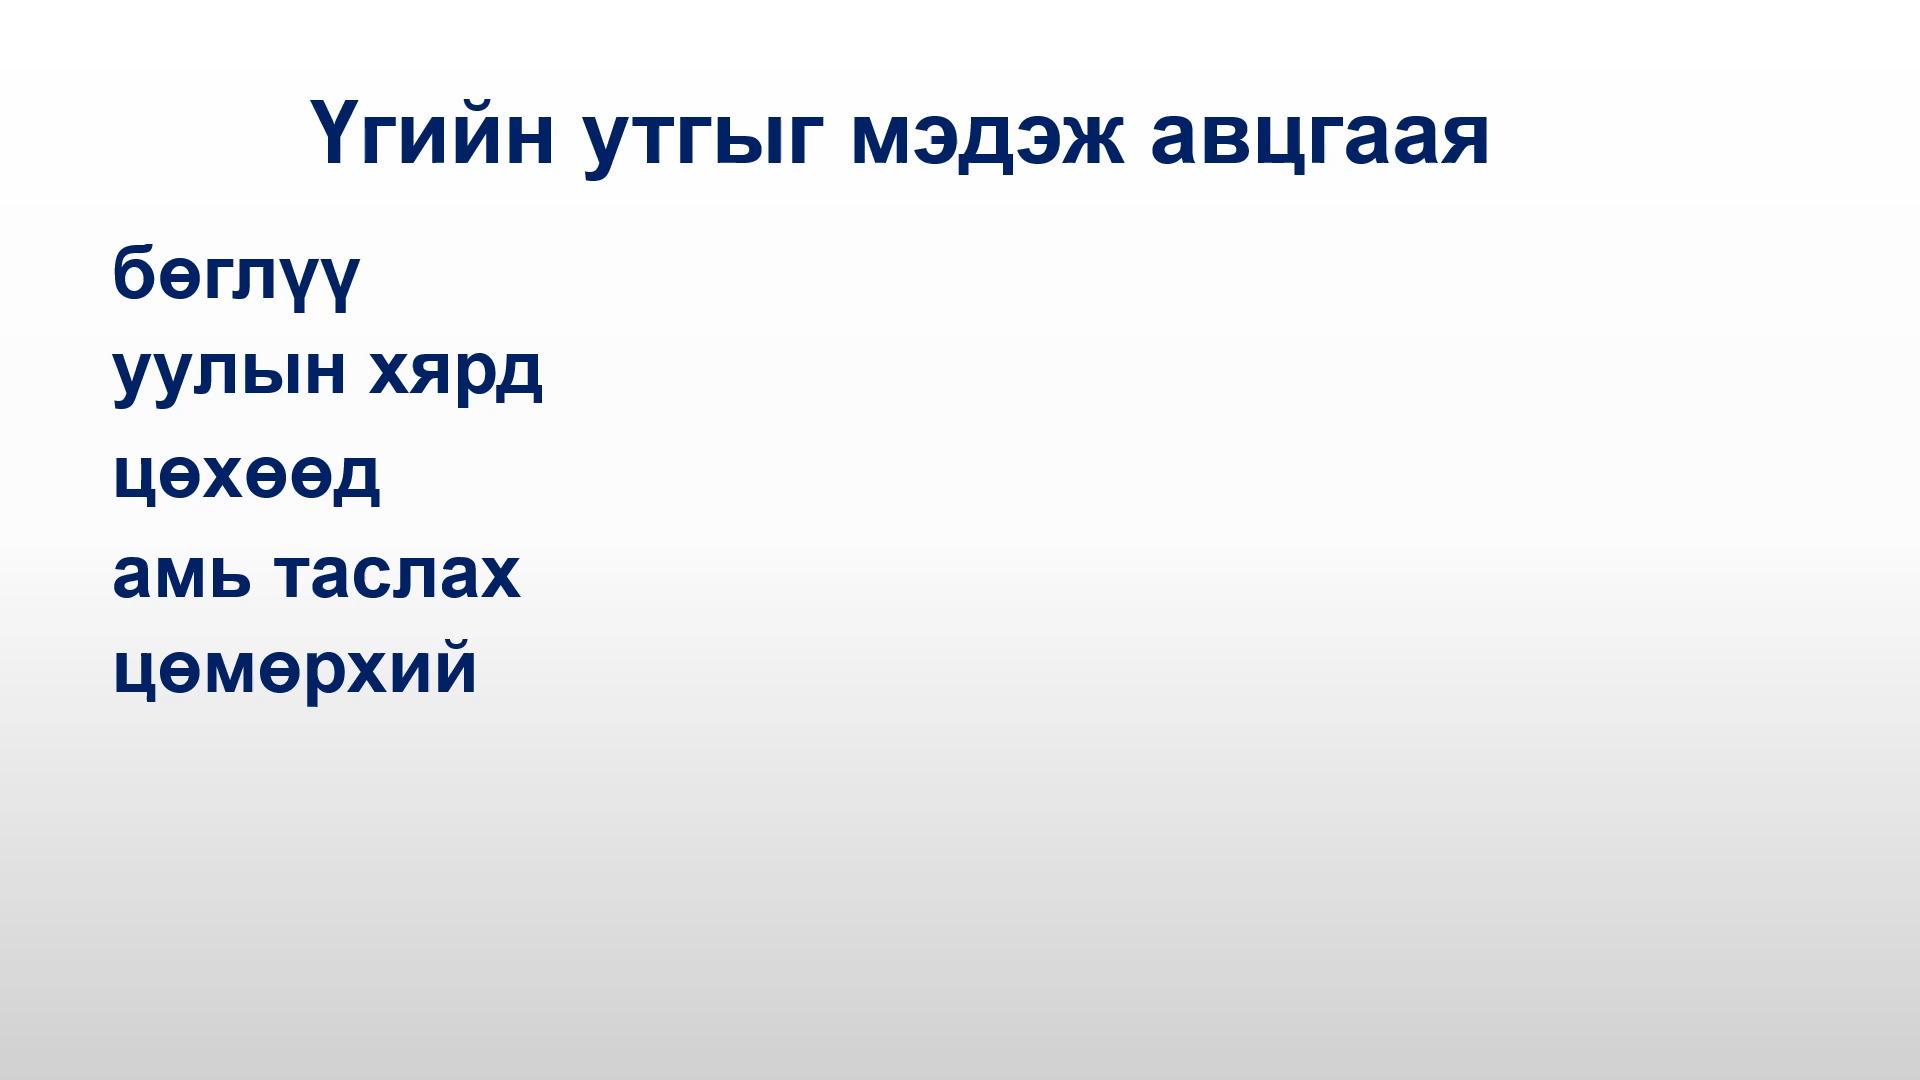 Үгийн утгыг мэдэж авцгаая
бөглүү
уулын хярд
цөхөөд
амь таслах
цөмөрхий